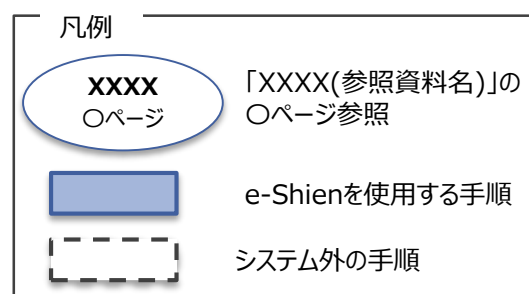 凡例
XXXX
〇ページ
「XXXX(参照資料名)」の
〇ページ参照
e-Shienを使用する手順
システム外の手順